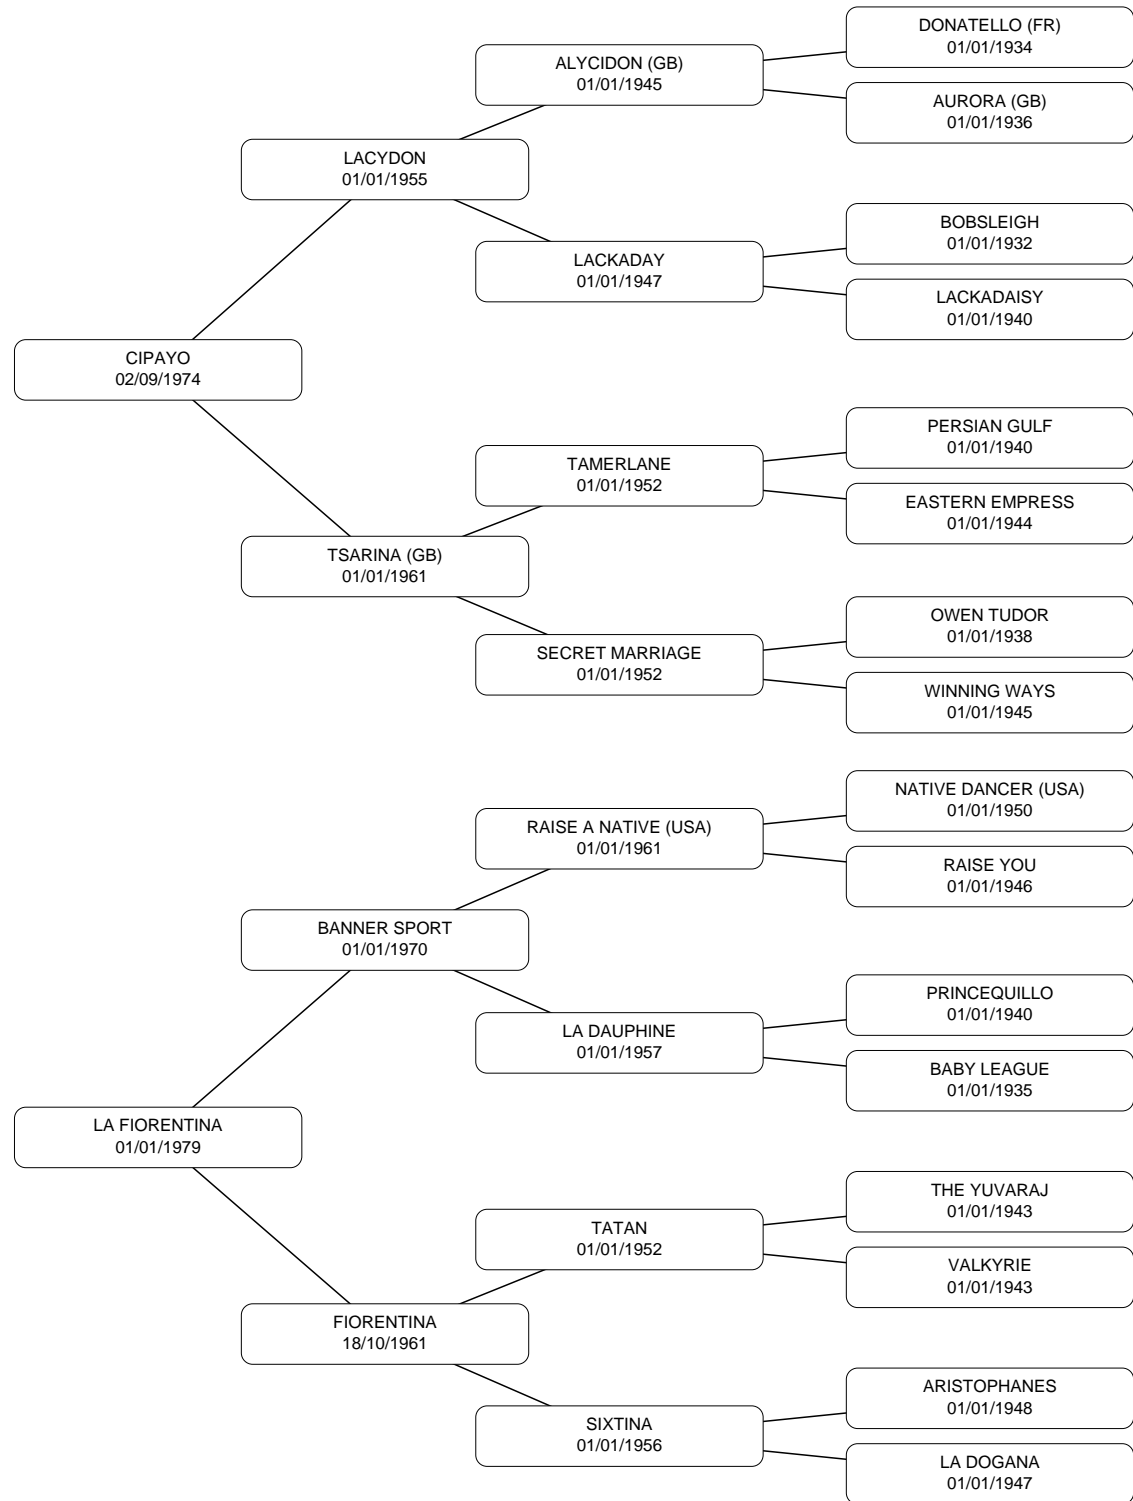 DONATELLO (FR)
01/01/1934
ALYCIDON (GB)
01/01/1945
AURORA (GB)
01/01/1936
LACYDON
01/01/1955
BOBSLEIGH
01/01/1932
LACKADAY
01/01/1947
LACKADAISY
01/01/1940
CIPAYO
02/09/1974
PERSIAN GULF
01/01/1940
TAMERLANE
01/01/1952
EASTERN EMPRESS
01/01/1944
TSARINA (GB)
01/01/1961
OWEN TUDOR
01/01/1938
SECRET MARRIAGE
01/01/1952
WINNING WAYS
01/01/1945
NATIVE DANCER (USA)
01/01/1950
RAISE A NATIVE (USA)
01/01/1961
RAISE YOU
01/01/1946
BANNER SPORT
01/01/1970
PRINCEQUILLO
01/01/1940
LA DAUPHINE
01/01/1957
BABY LEAGUE
01/01/1935
LA FIORENTINA
01/01/1979
THE YUVARAJ
01/01/1943
TATAN
01/01/1952
VALKYRIE
01/01/1943
FIORENTINA
18/10/1961
ARISTOPHANES
01/01/1948
SIXTINA
01/01/1956
LA DOGANA
01/01/1947